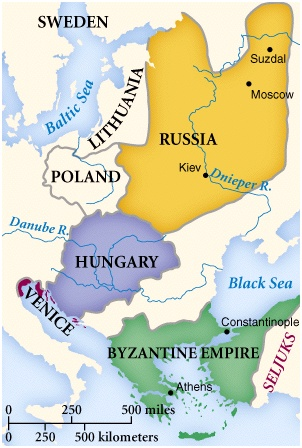 SWEDEN
Suzdal
Moscow
Baltic Sea
LITHUANIA
RUSSIA
Kiev
POLAND
Dnieper R.
Danube R.
HUNGARY
Black Sea
VENICE
Constantinople
BYZANTINE EMPIRE
SELJUKS
Athens
0 250 500 miles
0 250 500 kilometers